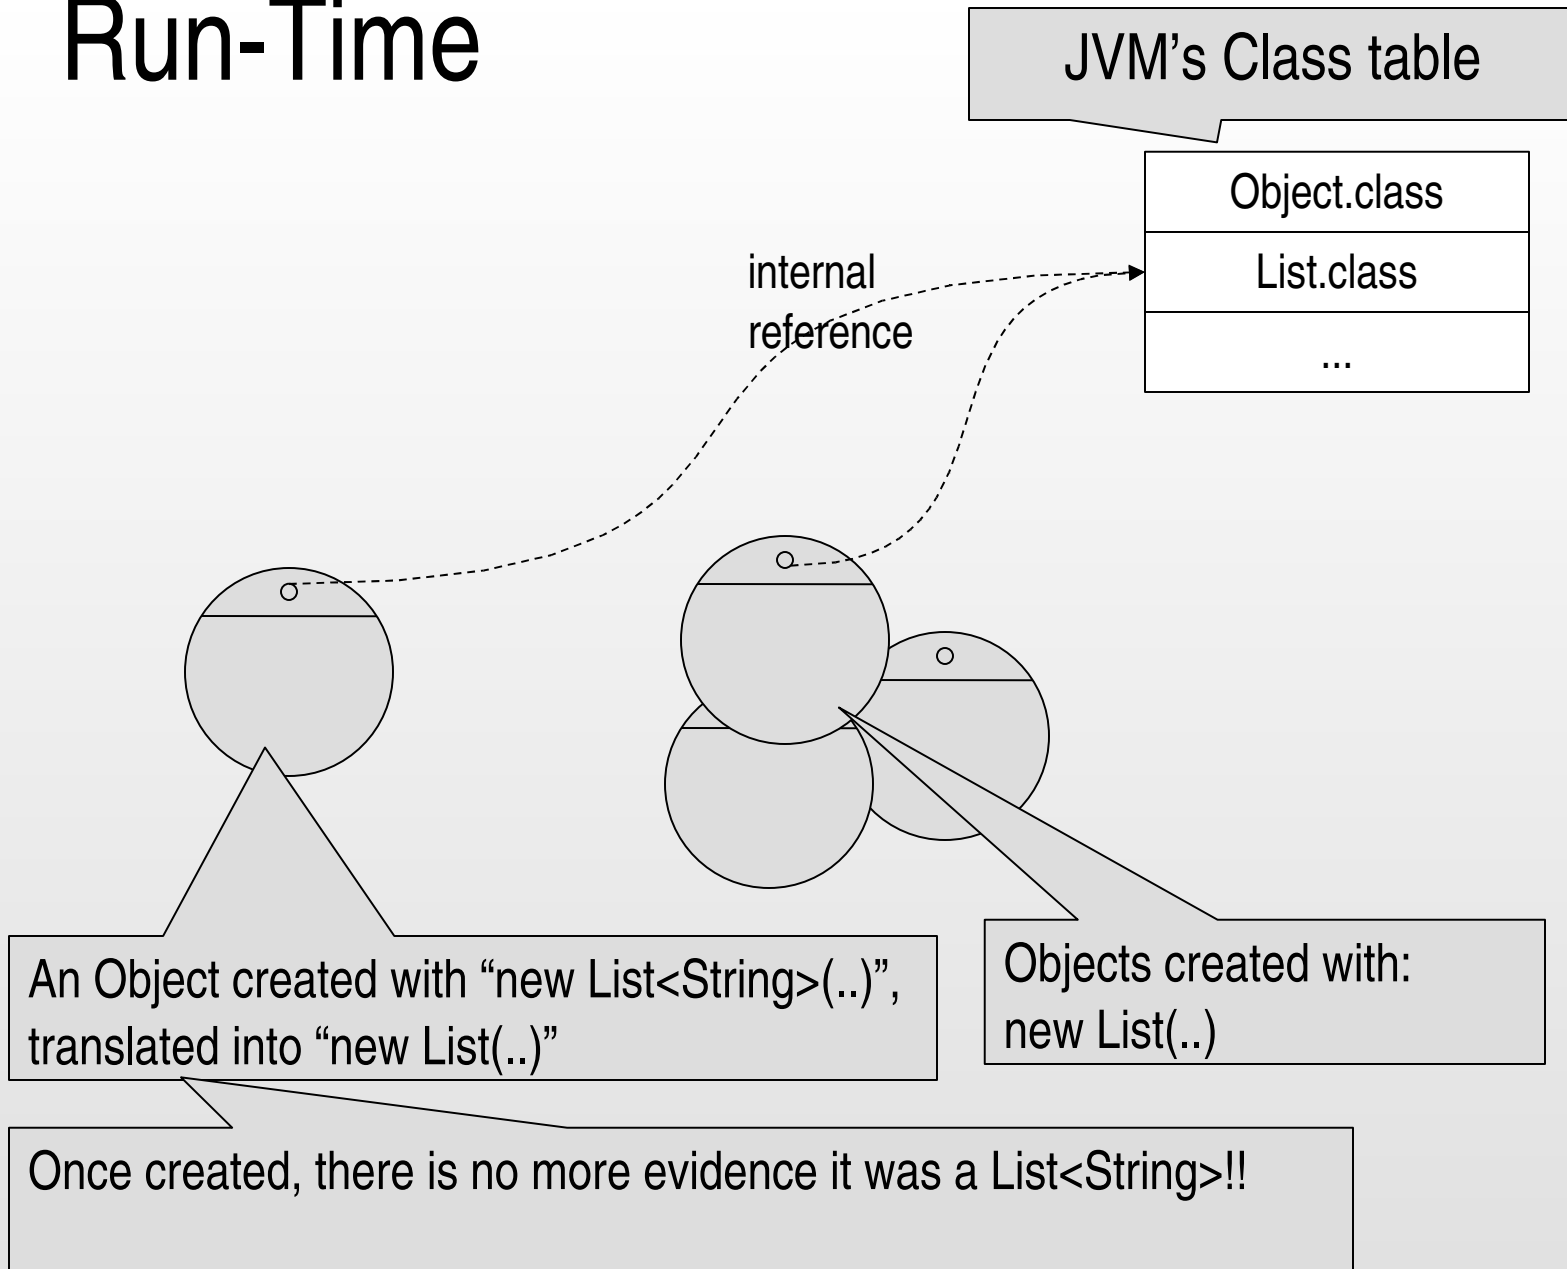 Run-Time
JVM’s Class table
Object.class
List.class
...
internal
reference
An Object created with “new List<String>(..)”,
translated into “new List(..)”
Objects created with:
new List(..)
Once created, there is no more evidence it was a List<String>!!